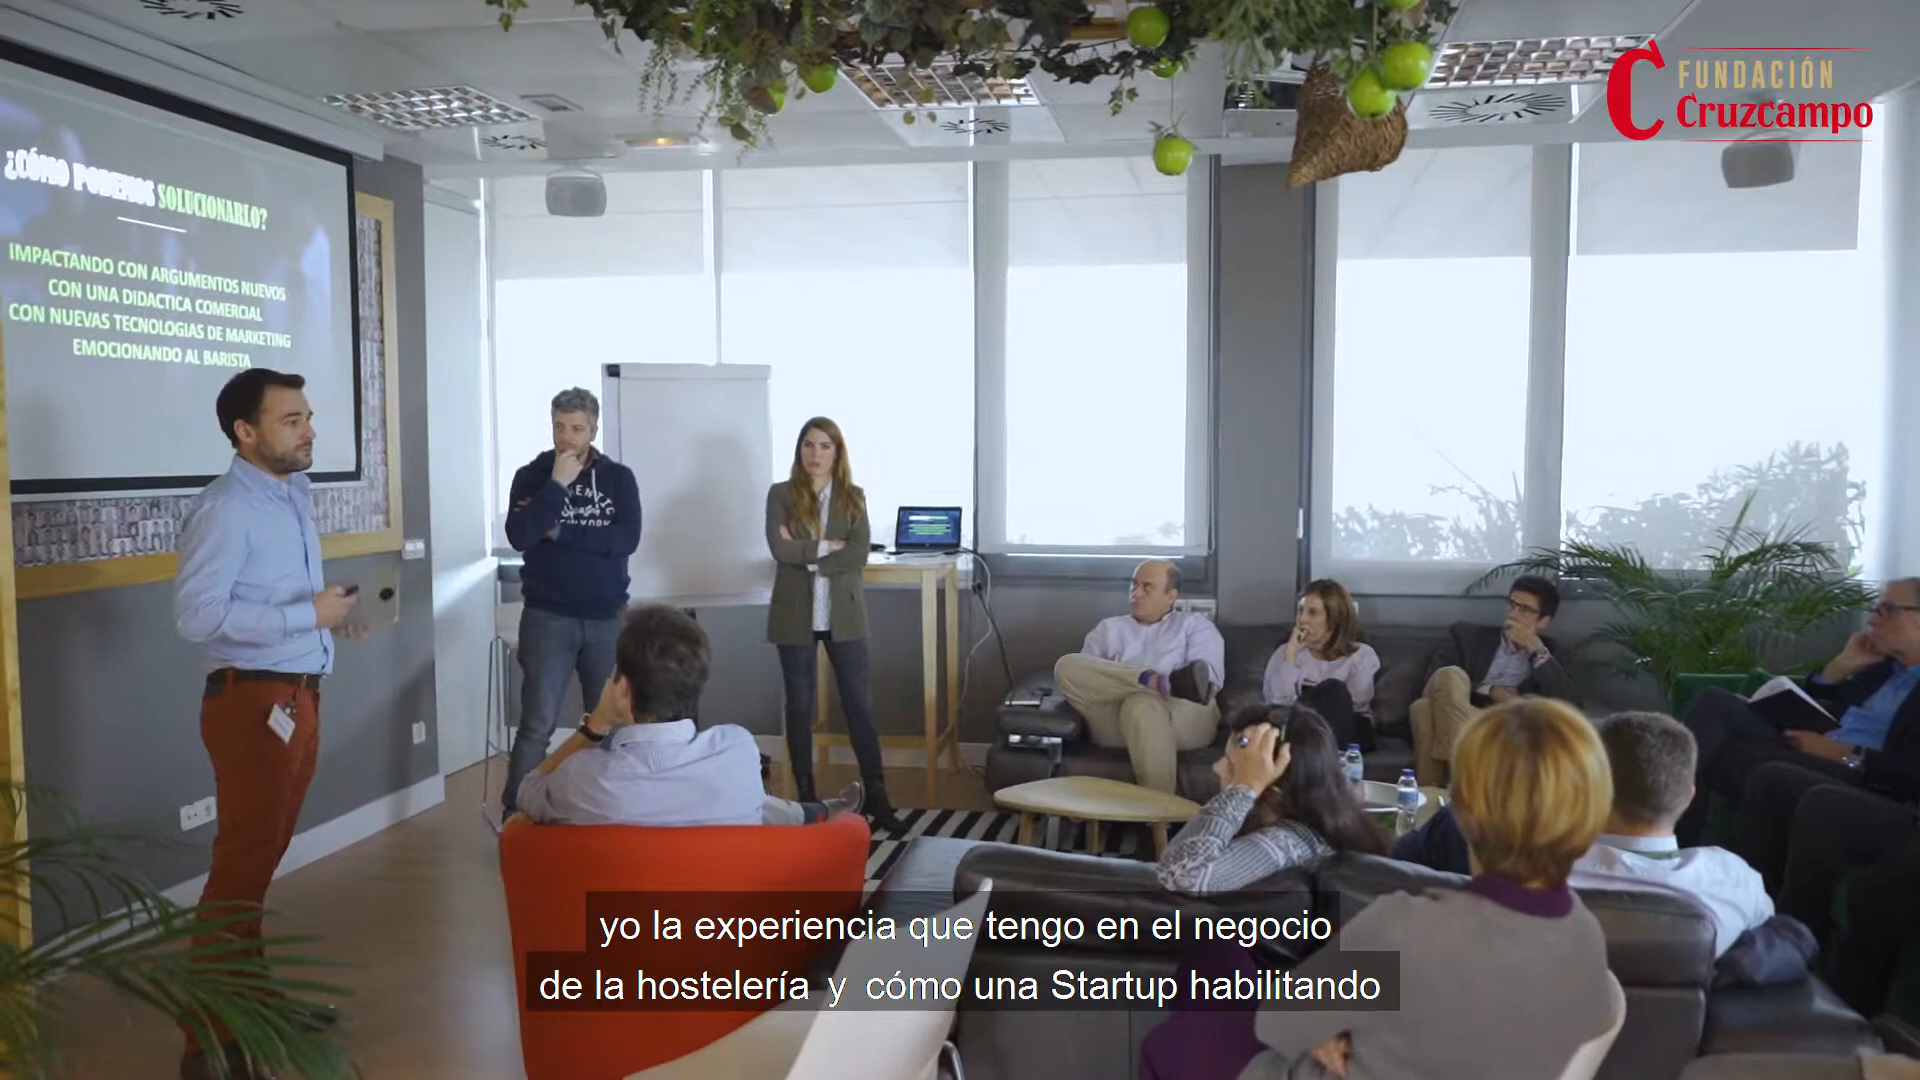 FUNDACIÓN
Cruzcampo
¿CÓMO PODEMOS SOLUCIONARLO?
IMPACTANDO CON ARGUMENTOS NUEVOS
CON UNA DIDACTICA COMERCIAL
CON NUEVAS TECNOLOGIAS DE MARKETING
EMOCIONANDO AL BARISTA
yo la experiencia que tengo en el negocio
de la hostelería y cómo una Startup habilitando